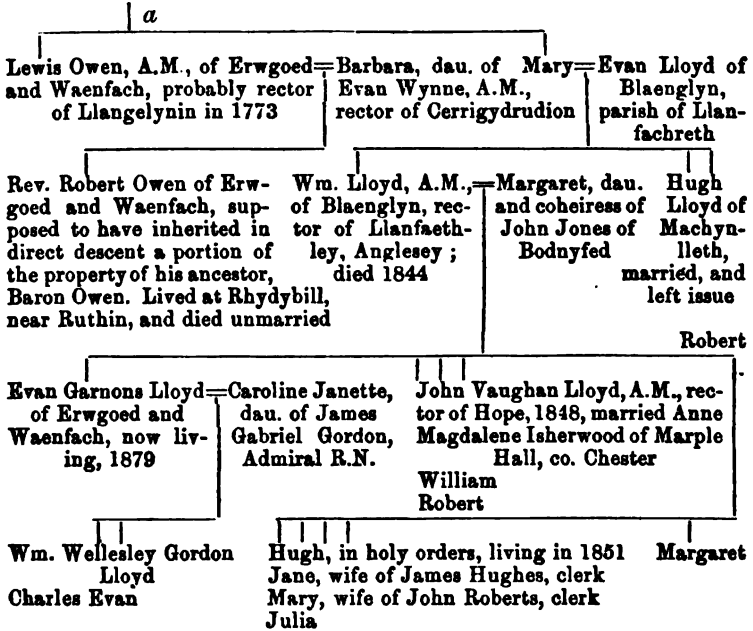 a
Lewis Owen, A.M., of Erwgoed=Barbara, dau. of Mary=Evan Lloyd of
and Waenfach, probably rector Evan Wynne, A.M., Blaenglyn,
of Llangelynin in 1773 rector of Cerrigydrudion parish of Llan-
fachreth
Rev. Robert Owen of Erw- Wm. Lloyd, A.M.,=Margaret, dau. Hugh
goed and Waenfach, sup- of Blaenglyn, rec- and coheiress of Lloyd of
posed to have inherited in tor of Llanfaeth- John Jones of Machyn-
direct descent a portion of ley, Anglesey ; Bodnyfed lleth,
the property of his ancestor, died 1844 married, and
Baron Owen. Lived at Rhydybill, left issue
near Ruthin, and died unmarried
Robert
Evan Garnons Lloyd=Caroline Janette, John Vaughan Lloyd, A.M., rec-
of Erwgoed and dau. of James tor of Hope, 1848, married Anne
Waenfach, now liv- Gabriel Gordon, Magdalene Isherwood of Marple
ing, 1879 Admiral R.N. Hall, co. Chester
William
Robert
Wm. Wellesley Gordon Hugh, in holy orders, living in 1851 Margaret
Lloyd Jane, wife of James Hughes, clerk
Charles Evan Mary, wife of John Roberts, clerk
Julia